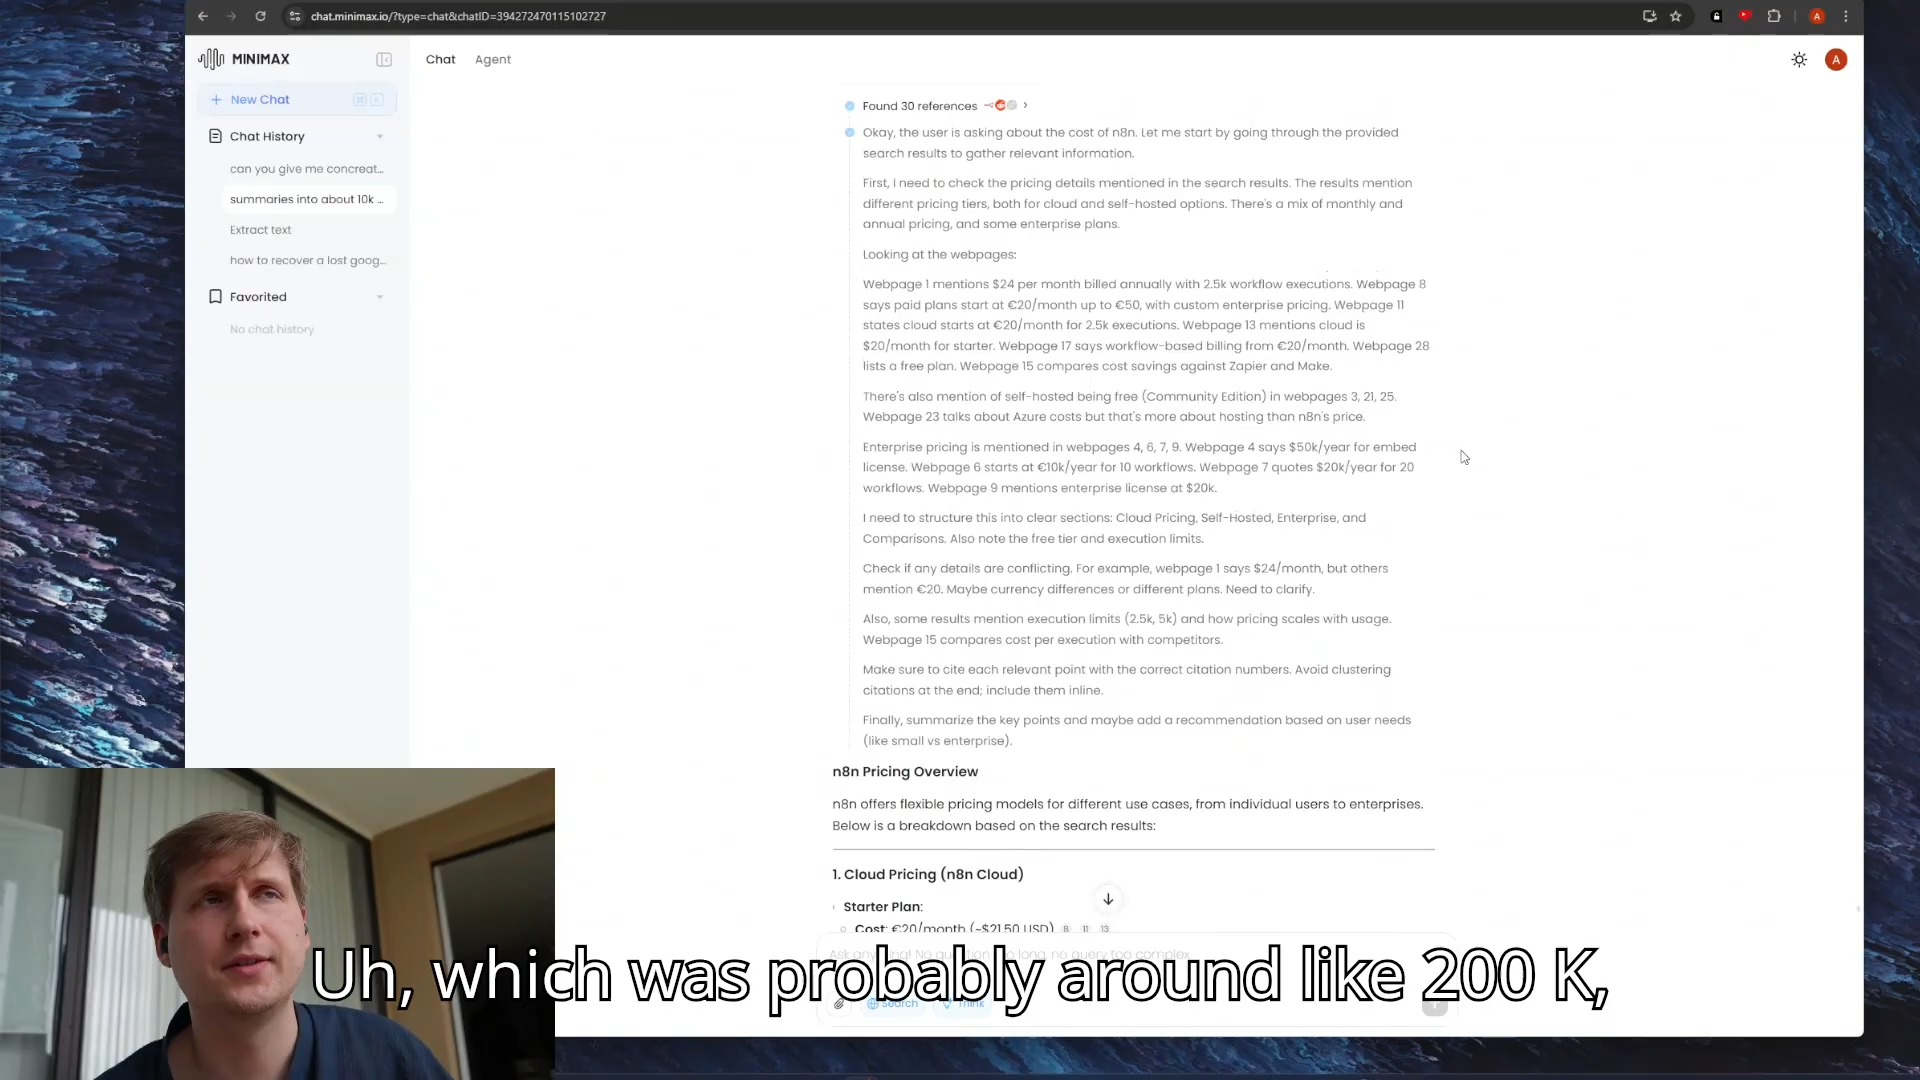 chat.minimax.io/?type=chat&chatID=394272470115102727
A
MINIMAX
Chat
Agent
A
New Chat
Chat History
can you give me concreat...
summaries into about 10k ...
Extract text
how to recover a lost goog...
Favorited
No chat history
Found 30 references
Okay, the user is asking about the cost of n8n. Let me start by going through the provided
search results to gather relevant information.
First, I need to check the pricing details mentioned in the search results. The results mention
different pricing tiers, both for cloud and self-hosted options. There's a mix of monthly and
annual pricing, and some enterprise plans.
Looking at the webpages:
Webpage 1 mentions $24 per month billed annually with 2.5k workflow executions. Webpage 8
says paid plans start at €20/month up to €50, with custom enterprise pricing. Webpage 11
states cloud starts at €20/month for 2.5k executions. Webpage 13 mentions cloud is
$20/month for starter. Webpage 17 says workflow-based billing from €20/month. Webpage 28
lists a free plan. Webpage 15 compares cost savings against Zapier and Make.
There's also mention of self-hosted being free (Community Edition) in webpages 3, 21, 25.
Webpage 23 talks about Azure costs but that's more about hosting than n8n's price.
Enterprise pricing is mentioned in webpages 4, 6, 7, 9. Webpage 4 says $50k/year for embed
license. Webpage 6 starts at €10k/year for 10 workflows. Webpage 7 quotes $20k/year for 20
workflows. Webpage 9 mentions enterprise license at $20k.
I need to structure this into clear sections: Cloud Pricing, Self-Hosted, Enterprise, and
Comparisons. Also note the free tier and execution limits.
Check if any details are conflicting. For example, webpage 1 says $24/month, but others
mention €20. Maybe currency differences or different plans. Need to clarify.
Also, some results mention execution limits (2.5k, 5k) and how pricing scales with usage.
Webpage 15 compares cost per execution with competitors.
Make sure to cite each relevant point with the correct citation numbers. Avoid clustering
citations at the end; include them inline.
Finally, summarize the key points and maybe add a recommendation based on user needs
(like small vs enterprise).
n8n Pricing Overview
n8n offers flexible pricing models for different use cases, from individual users to enterprises.
Below is a breakdown based on the search results:
1. Cloud Pricing (n8n Cloud)
Starter Plan:
Cost: €20/month (~$21.50 USD) 8 11 13
Uh, which was probably around like 200 K,
Search
Think